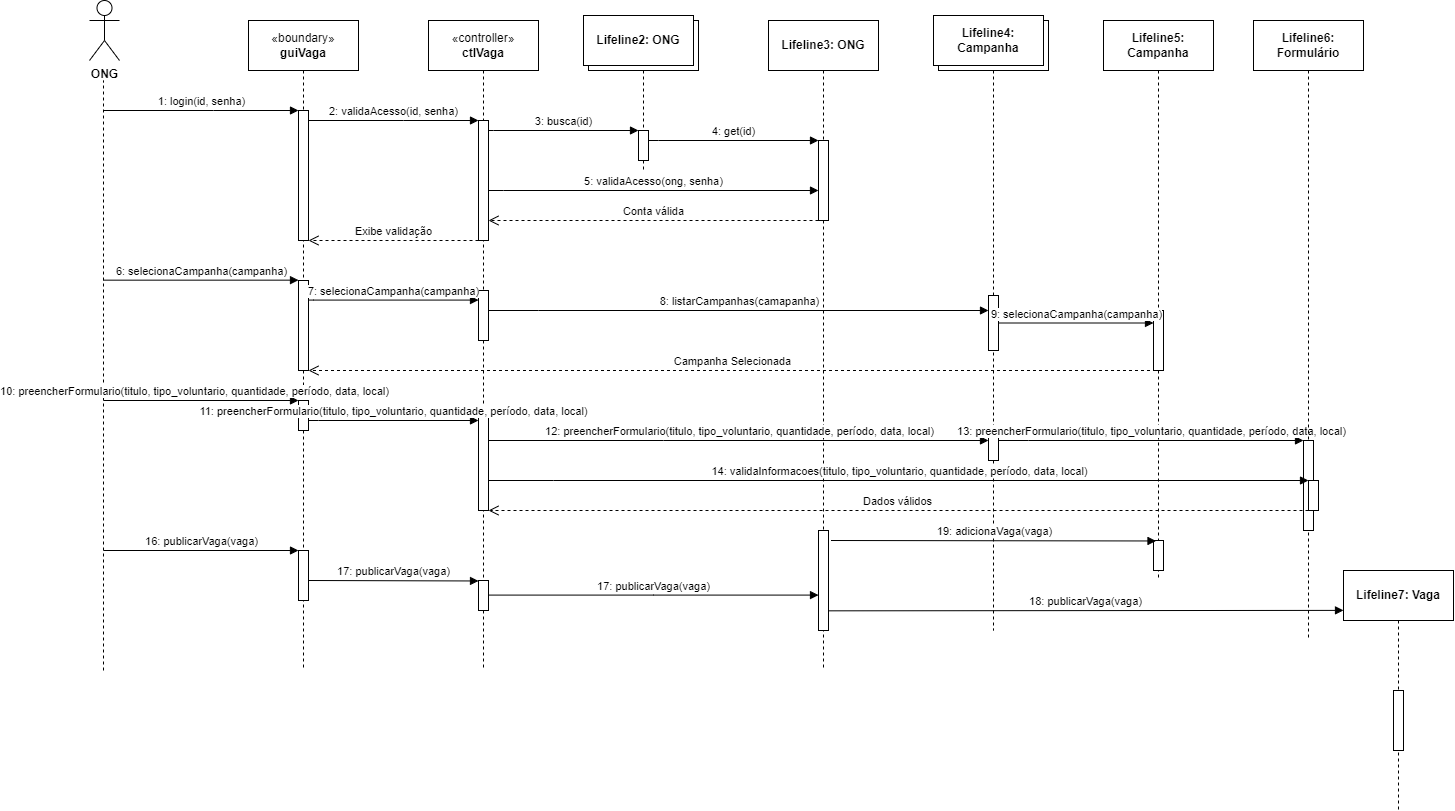 ONG
«boundary»
guiVaga
«controller»
ctlVaga
Lifeline2: ONG
Lifeline3: ONG
Lifeline4:
Campanha
Lifeline5:
Campanha
Lifeline6:
Formulário
1: login(id, senha)
2: validaAcesso(id, senha)
3: busca(id)
4: get(id)
5: validaAcesso(ong, senha)
Conta válida
Exibe validação
6: selecionaCampanha(campanha)
7: selecionaCampanha(campanha)
8: listarCampanhas(camapanha)
9: selecionaCampanha(campanha)
Campanha Selecionada
10: preencherFormulario(titulo, tipo_voluntario, quantidade, período, data, local)
11: preencherFormulario(titulo, tipo_voluntario, quantidade, período, data, local)
12: preencherFormulario(titulo, tipo_voluntario, quantidade, período, data, local)
13: preencherFormulario(titulo, tipo_voluntario, quantidade, período, data, local)
14: validaInformacoes(titulo, tipo_voluntario, quantidade, período, data, local)
Dados válidos
16: publicarVaga(vaga)
19: adicionaVaga(vaga)
17: publicarVaga(vaga)
17: publicarVaga(vaga)
18: publicarVaga(vaga)
Lifeline7: Vaga